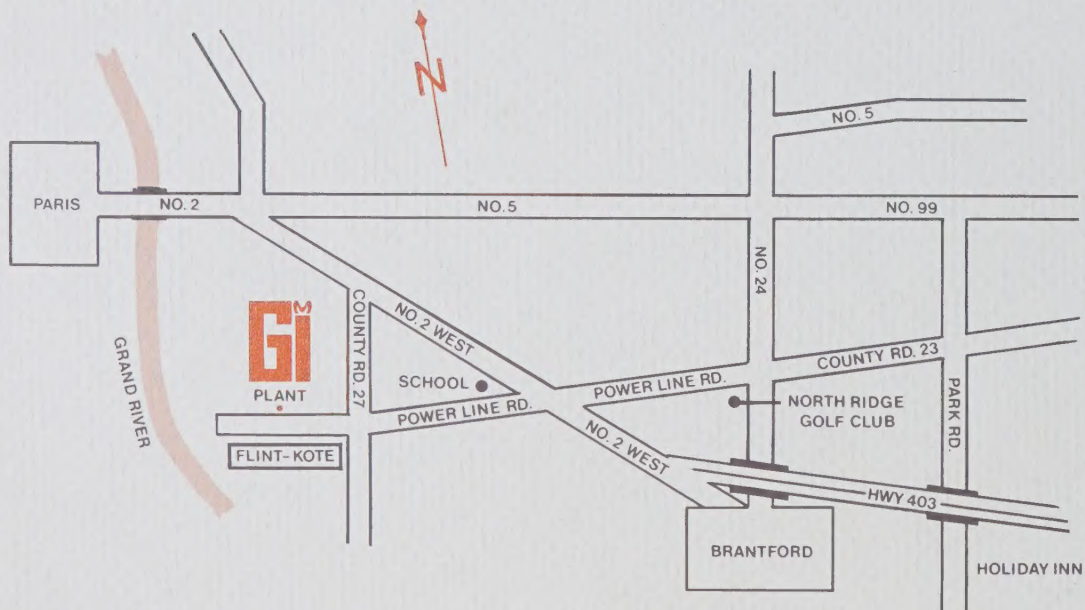 N
NO. 5
PARIS
NO. 2
NO. 5
NO. 99
NO. 24
COUNTY RD. 27
NO. 2 WEST
GRAND RIVER
GiM
PLANT
SCHOOL
POWER LINE RD.
POWER LINE RD.
COUNTY RD. 23
PARK RD.
NORTH RIDGE
GOLF CLUB
FLINT-KOTE
NO. 2 WEST
HWY 403
BRANTFORD
HOLIDAY INN